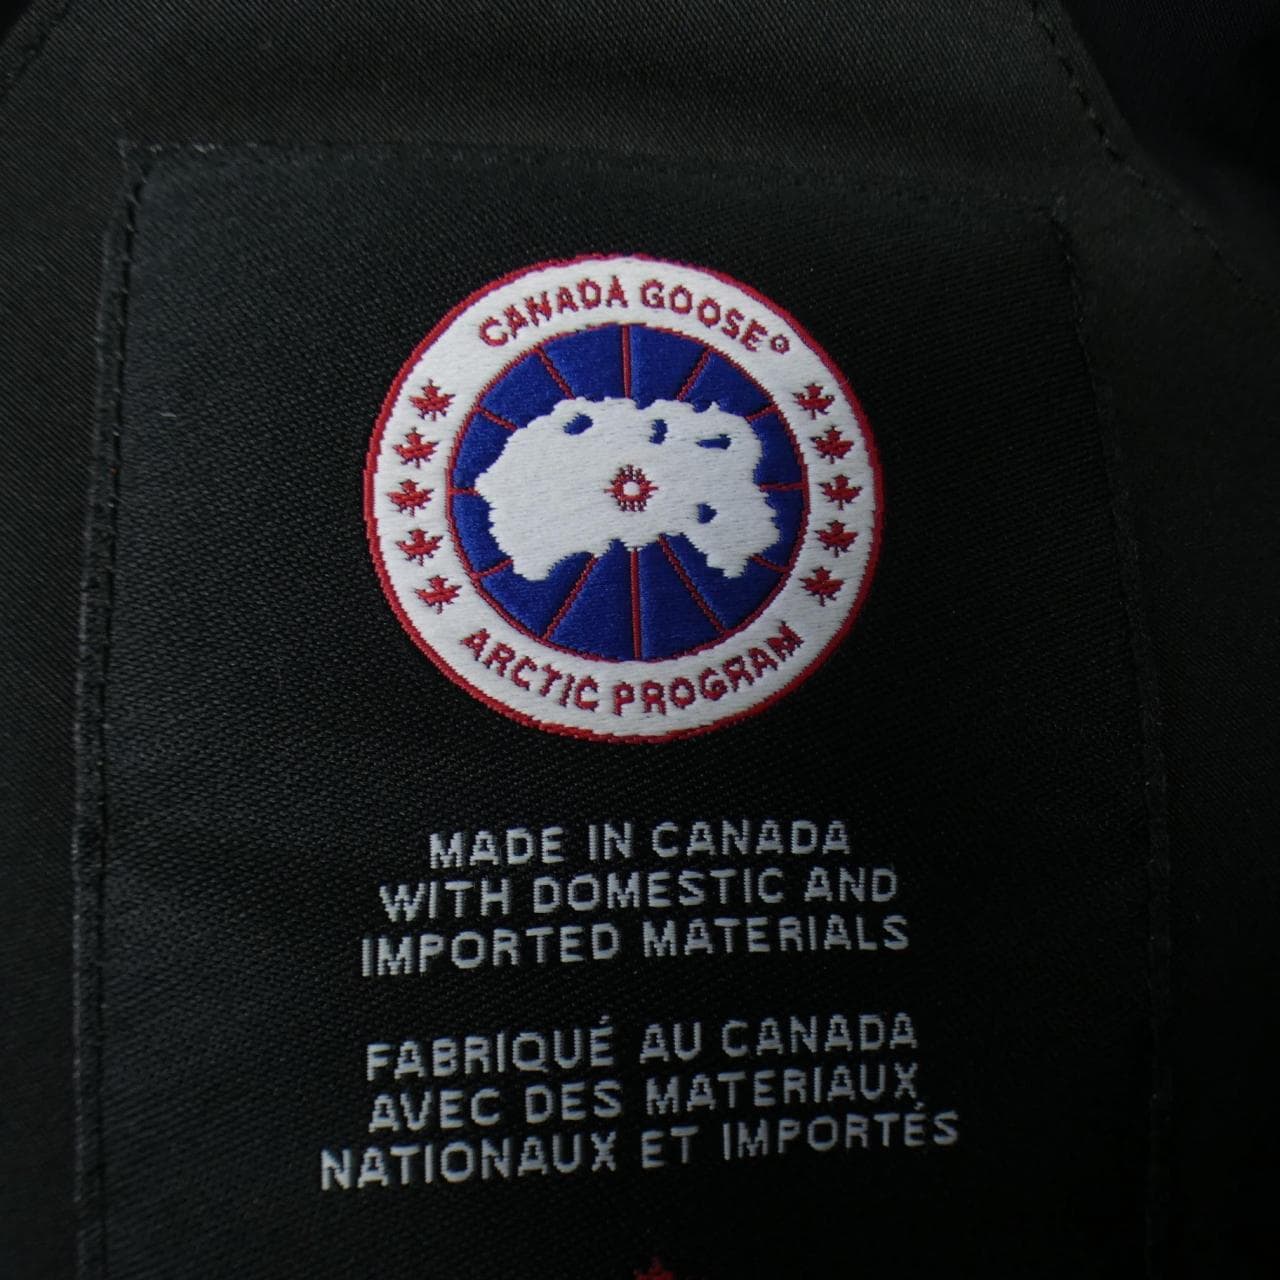 CANADA GOOSE®
ARCTIC PROGRAM
MADE IN CANADA
WITH DOMESTIC AND
IMPORTED MATERIALS
FABRIQUÉ AU CANADA
AVEC DES MATERIAUX
NATIONAUX ET IMPORTÉS